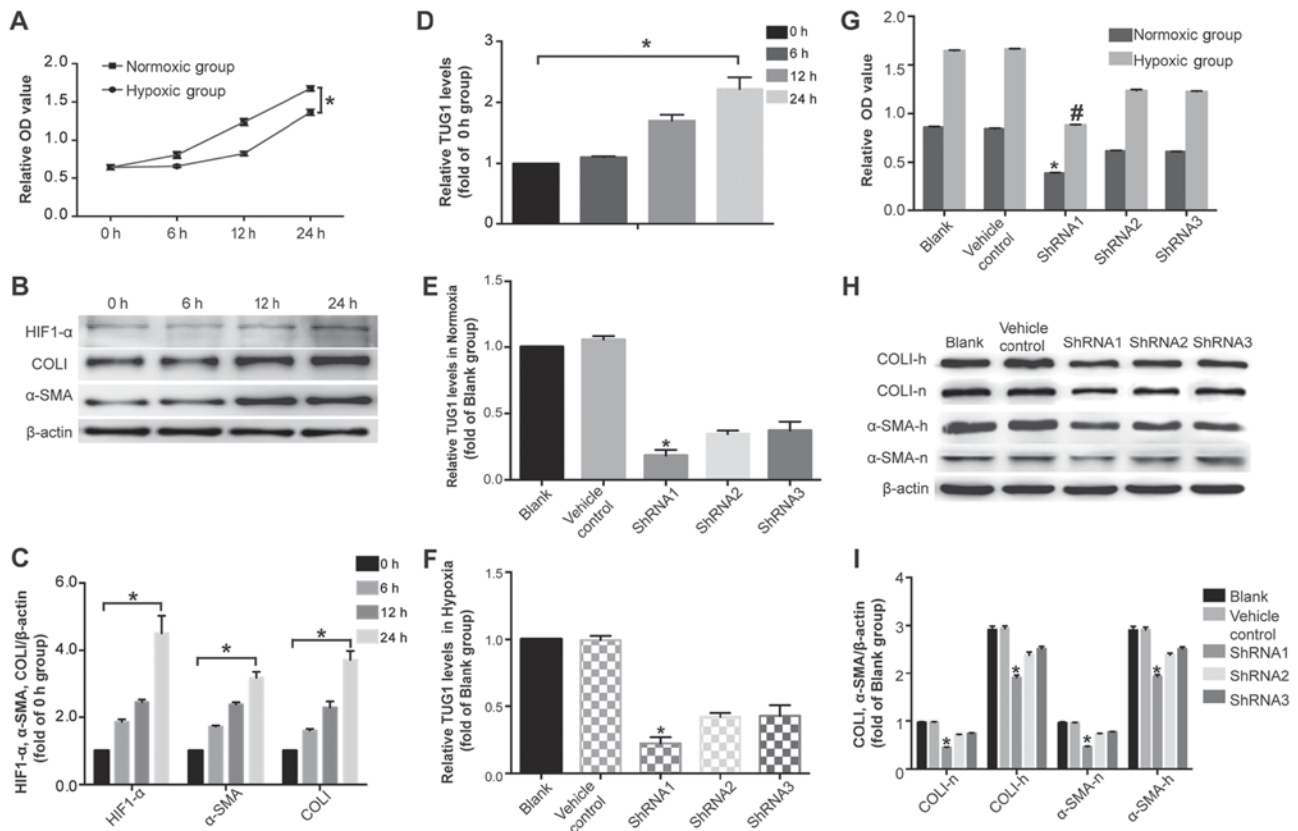 A
Relative OD value
2.0
1.5
1.0
0.5
0.0
Normoxic group
Hypoxic group
*
0 h 6 h 12 h 24 h
B
0 h 6 h 12 h 24 h
HIF1-α
COLI
α-SMA
β-actin
C
HIF1-α, α-SMA, COLI/β-actin
(fold of 0 h group)
6.0
4.0
2.0
0.0
0 h
6 h
12 h
24 h
* * *
HIF1-α α-SMA COLI
D
Relative TUG1 levels
(fold of 0 h group)
3
2
1
0
*
0 h
6 h
12 h
24 h
E
Relative TUG1 levels in Normoxia
(fold of Blank group)
1.5
1.0
0.5
0.0
*
Blank Vehicle control ShRNA1 ShRNA2 ShRNA3
F
Relative TUG1 levels in Hypoxia
(fold of Blank group)
1.5
1.0
0.5
0.0
*
Blank Vehicle control ShRNA1 ShRNA2 ShRNA3
G
Relative OD value
2.0
1.5
1.0
0.5
0.0
Normoxic group
Hypoxic group
* #
Blank Vehicle control ShRNA1 ShRNA2 ShRNA3
H
Blank Vehicle control ShRNA1 ShRNA2 ShRNA3
COLI-h
COLI-n
α-SMA-h
α-SMA-n
β-actin
I
COLI, α-SMA/β-actin
(fold of Blank group)
4
3
2
1
0
* * * *
Blank
Vehicle
control
ShRNA1
ShRNA2
ShRNA3
COLI-n COLI-h α-SMA-n α-SMA-h